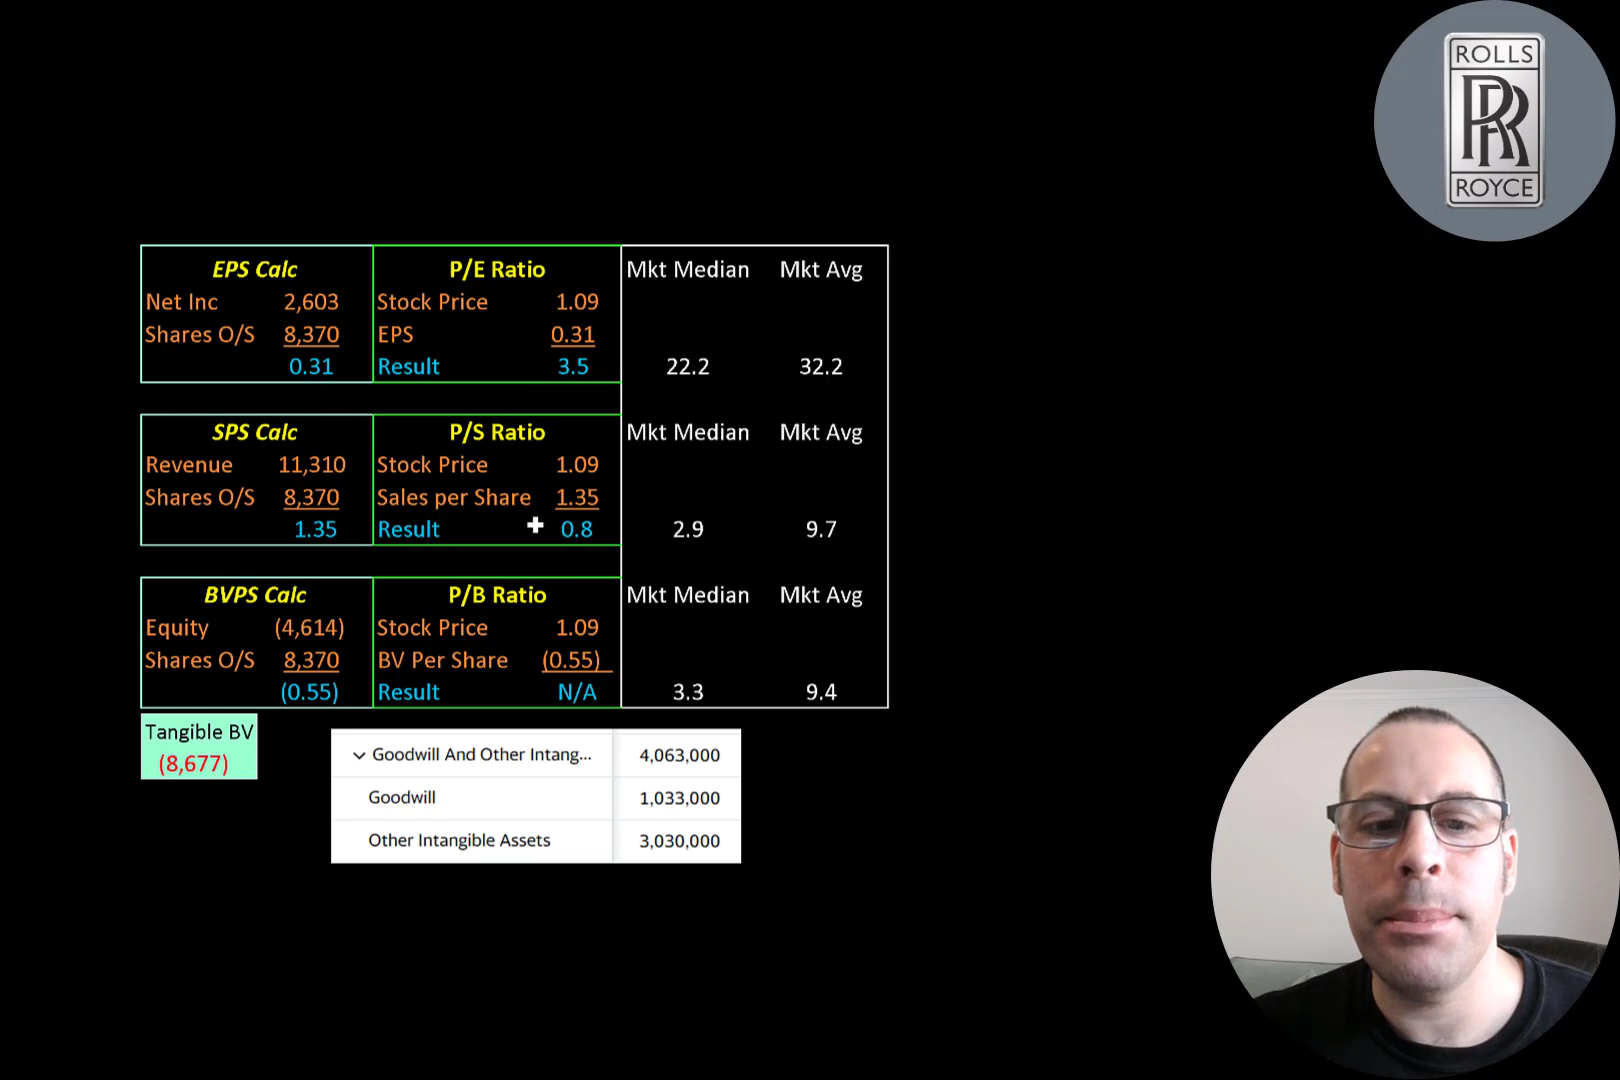 ROLLS
RR
ROYCE
EPS Calc P/E Ratio Mkt Median Mkt Avg
Net Inc 2,603 Stock Price 1.09
Shares O/S 8,370 EPS 0.31
0.31 Result 3.5 22.2 32.2
SPS Calc P/S Ratio Mkt Median Mkt Avg
Revenue 11,310 Stock Price 1.09
Shares O/S 8,370 Sales per Share 1.35
1.35 Result 0.8 2.9 9.7
BVPS Calc P/B Ratio Mkt Median Mkt Avg
Equity (4,614) Stock Price 1.09
Shares O/S 8,370 BV Per Share (0.55)
(0.55) Result N/A 3.3 9.4
Tangible BV
(8,677)
Goodwill And Other Intang... 4,063,000
Goodwill 1,033,000
Other Intangible Assets 3,030,000